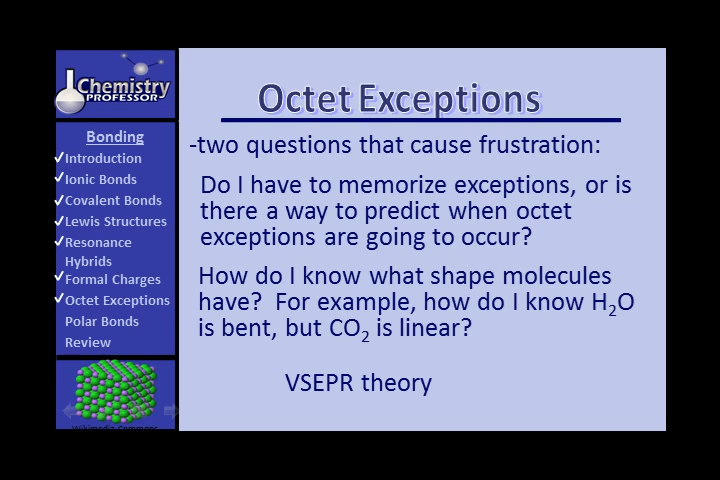 Chemistry
PROFESSOR
Bonding
Introduction
Ionic Bonds
Covalent Bonds
Lewis Structures
Resonance
Hybrids
Formal Charges
Octet Exceptions
Polar Bonds
Review
Wikimedia Commons
Octet Exceptions
-two questions that cause frustration:
Do I have to memorize exceptions, or is
there a way to predict when octet
exceptions are going to occur?
How do I know what shape molecules
have? For example, how do I know H₂O
is bent, but CO₂ is linear?
VSEPR theory